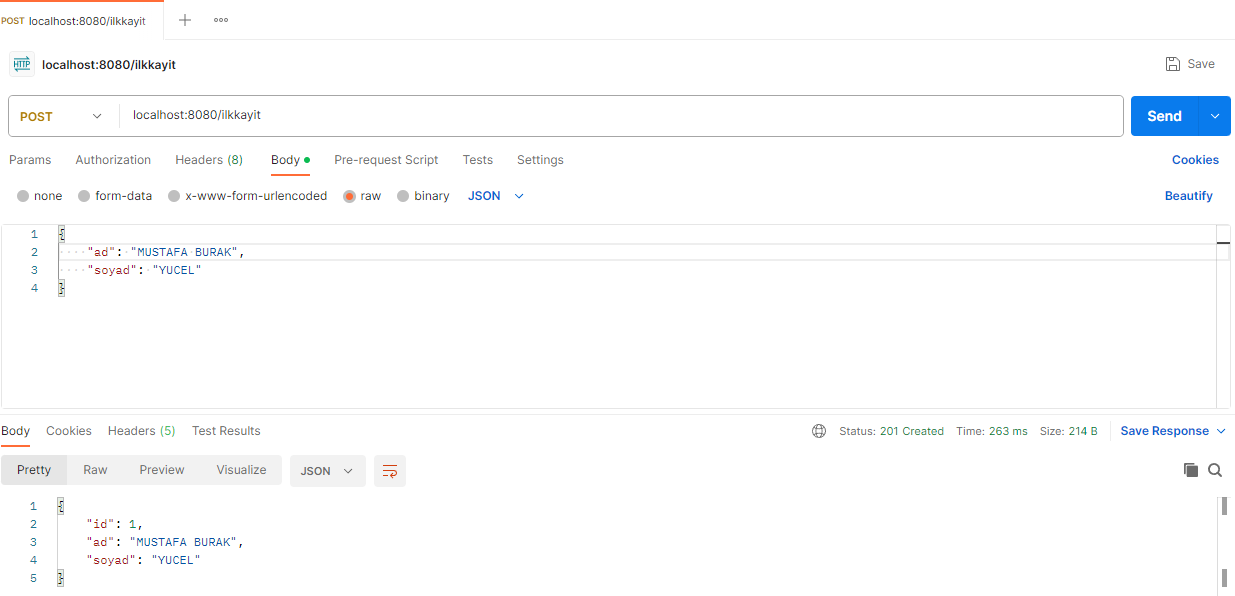 POST localhost:8080/ilkkayit
HTTP localhost:8080/ilkkayit Save
POST localhost:8080/ilkkayit Send
Params Authorization Headers (8) Body Pre-request Script Tests Settings Cookies
none form-data x-www-form-urlencoded raw binary JSON Beautify
1 {
2 "ad": "MUSTAFA BURAK",
3 "soyad": "YUCEL"
4 }
Body Cookies Headers (5) Test Results Status: 201 Created Time: 263 ms Size: 214 B Save Response
Pretty Raw Preview Visualize JSON
1 {
2 "id": 1,
3 "ad": "MUSTAFA BURAK",
4 "soyad": "YUCEL"
5 }